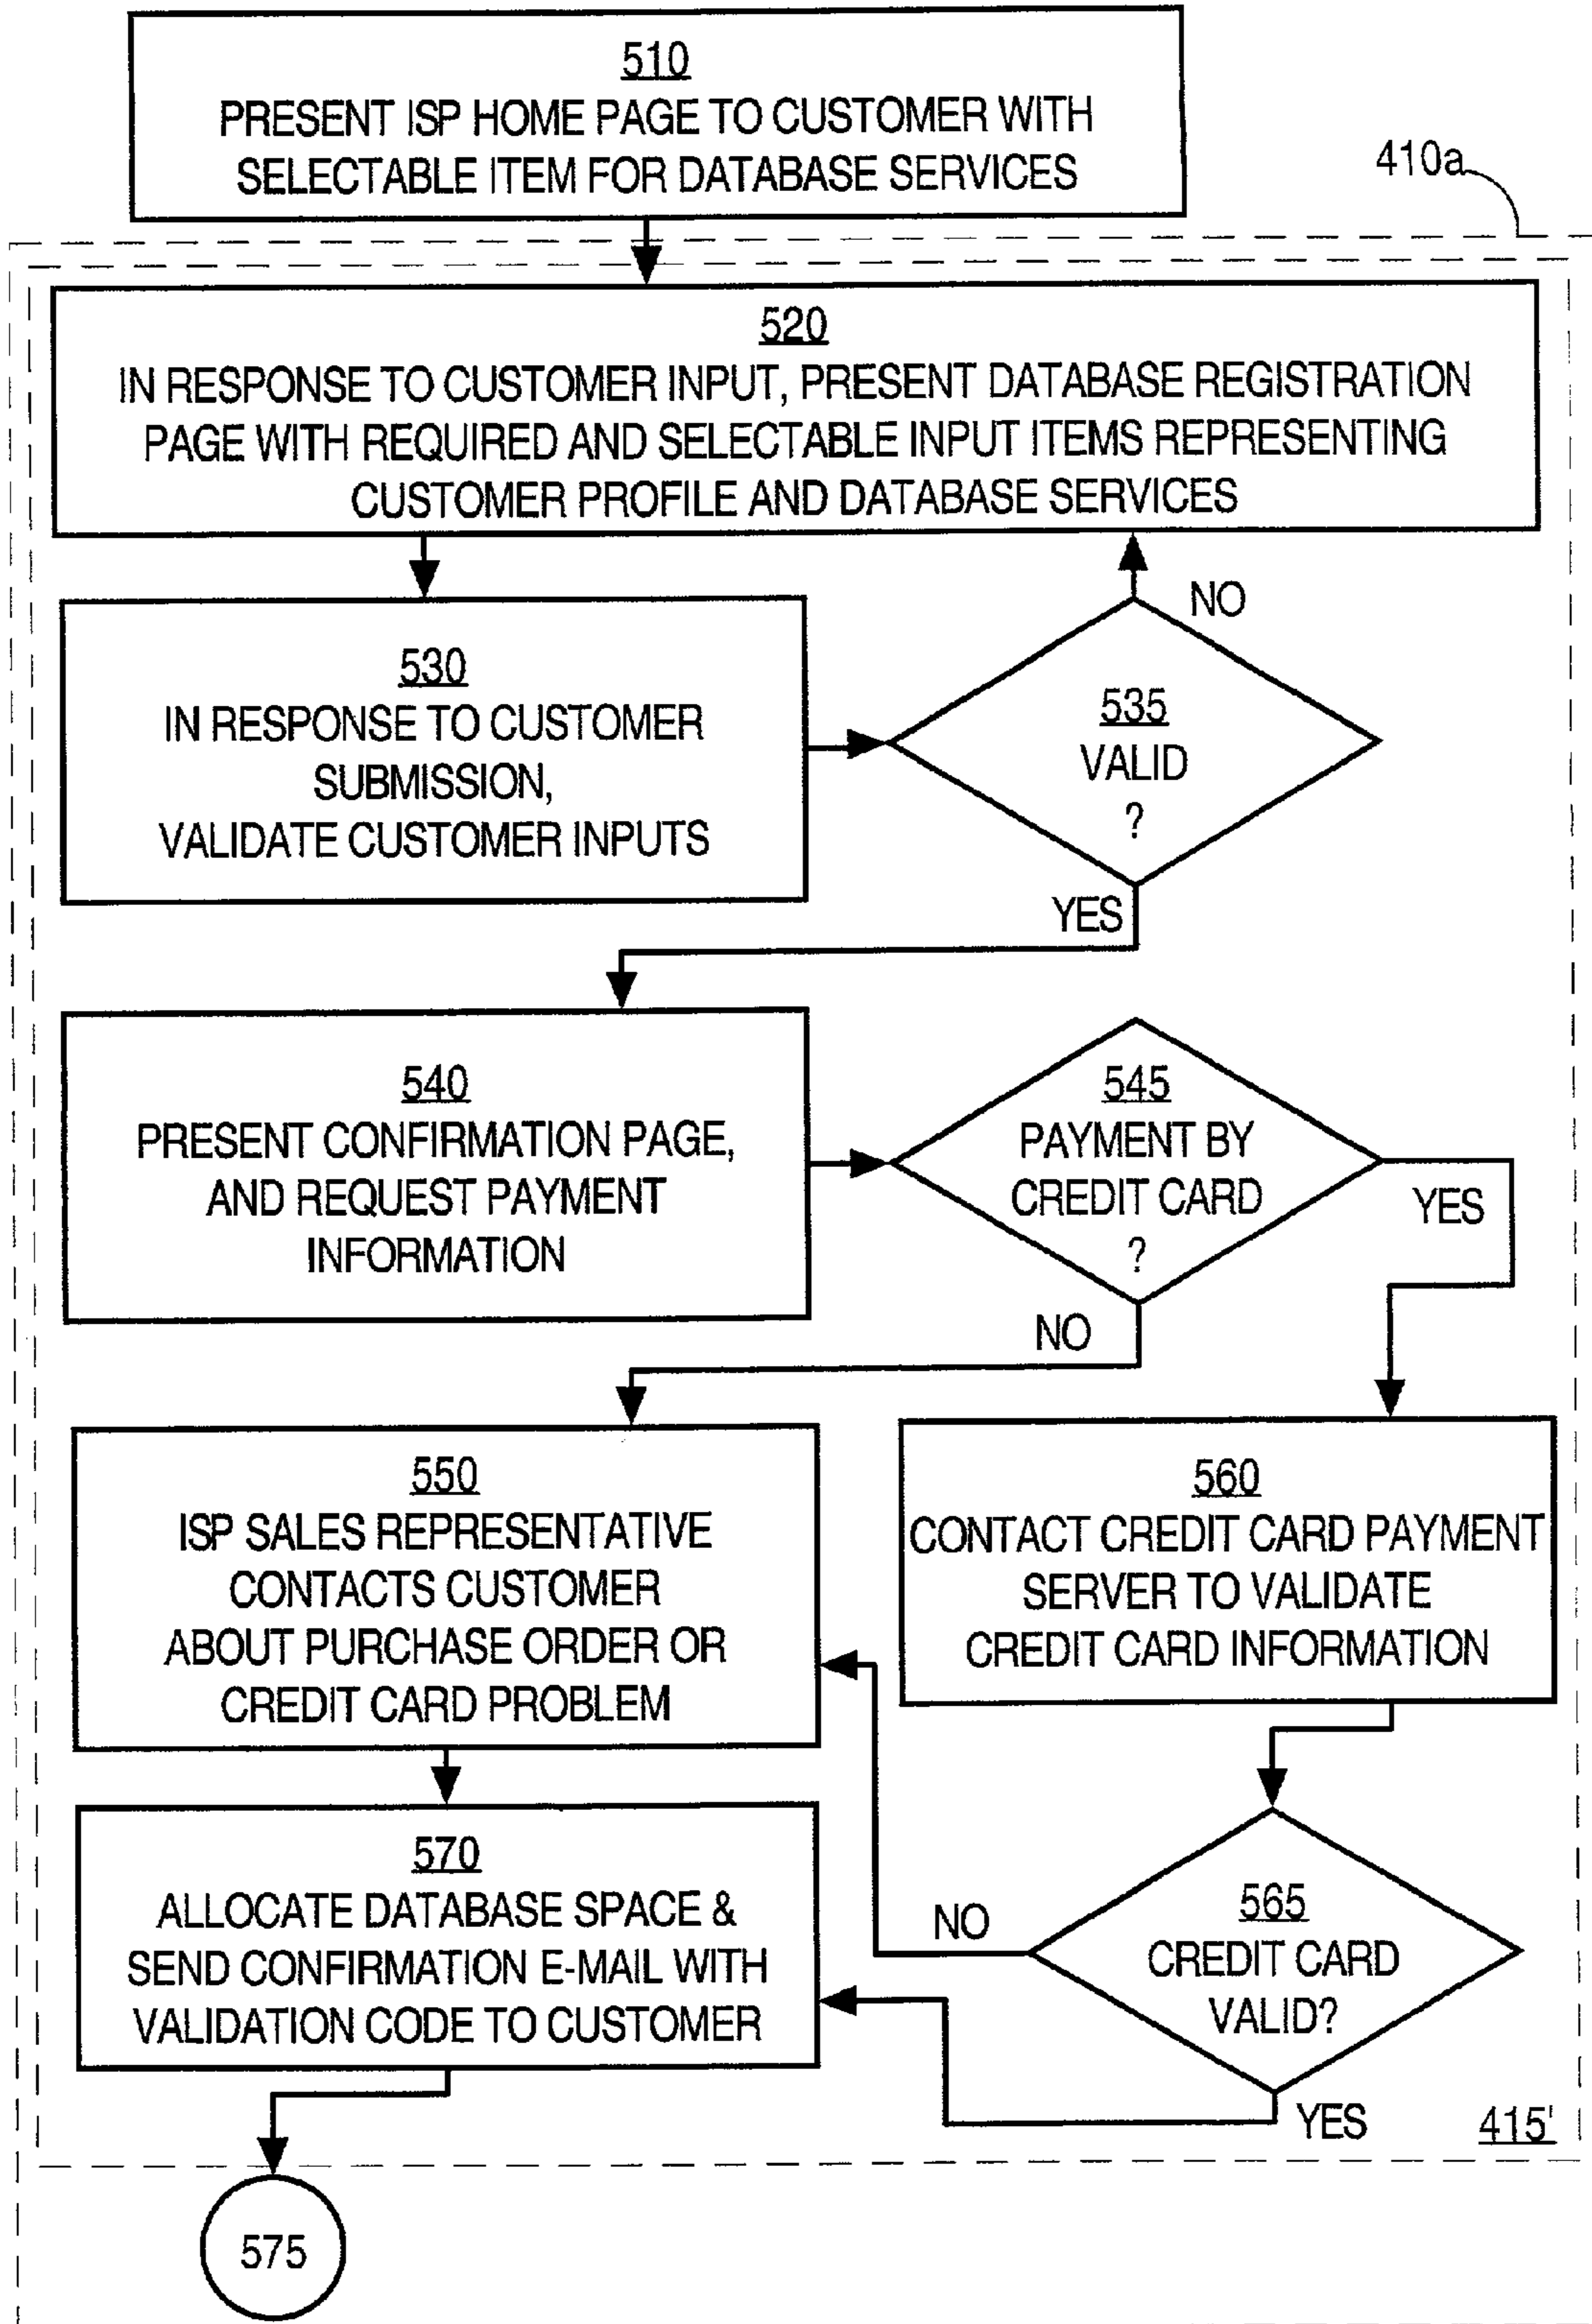 510
PRESENT ISP HOME PAGE TO CUSTOMER WITH
SELECTABLE ITEM FOR DATABASE SERVICES
410a
520
IN RESPONSE TO CUSTOMER INPUT, PRESENT DATABASE REGISTRATION
PAGE WITH REQUIRED AND SELECTABLE INPUT ITEMS REPRESENTING
CUSTOMER PROFILE AND DATABASE SERVICES
530
IN RESPONSE TO CUSTOMER
SUBMISSION,
VALIDATE CUSTOMER INPUTS
NO
535
VALID
?
YES
540
PRESENT CONFIRMATION PAGE,
AND REQUEST PAYMENT
INFORMATION
545
PAYMENT BY
CREDIT CARD
?
YES
NO
550
ISP SALES REPRESENTATIVE
CONTACTS CUSTOMER
ABOUT PURCHASE ORDER OR
CREDIT CARD PROBLEM
560
CONTACT CREDIT CARD PAYMENT
SERVER TO VALIDATE
CREDIT CARD INFORMATION
570
ALLOCATE DATABASE SPACE &
SEND CONFIRMATION E-MAIL WITH
VALIDATION CODE TO CUSTOMER
NO
565
CREDIT CARD
VALID?
YES
415'
575